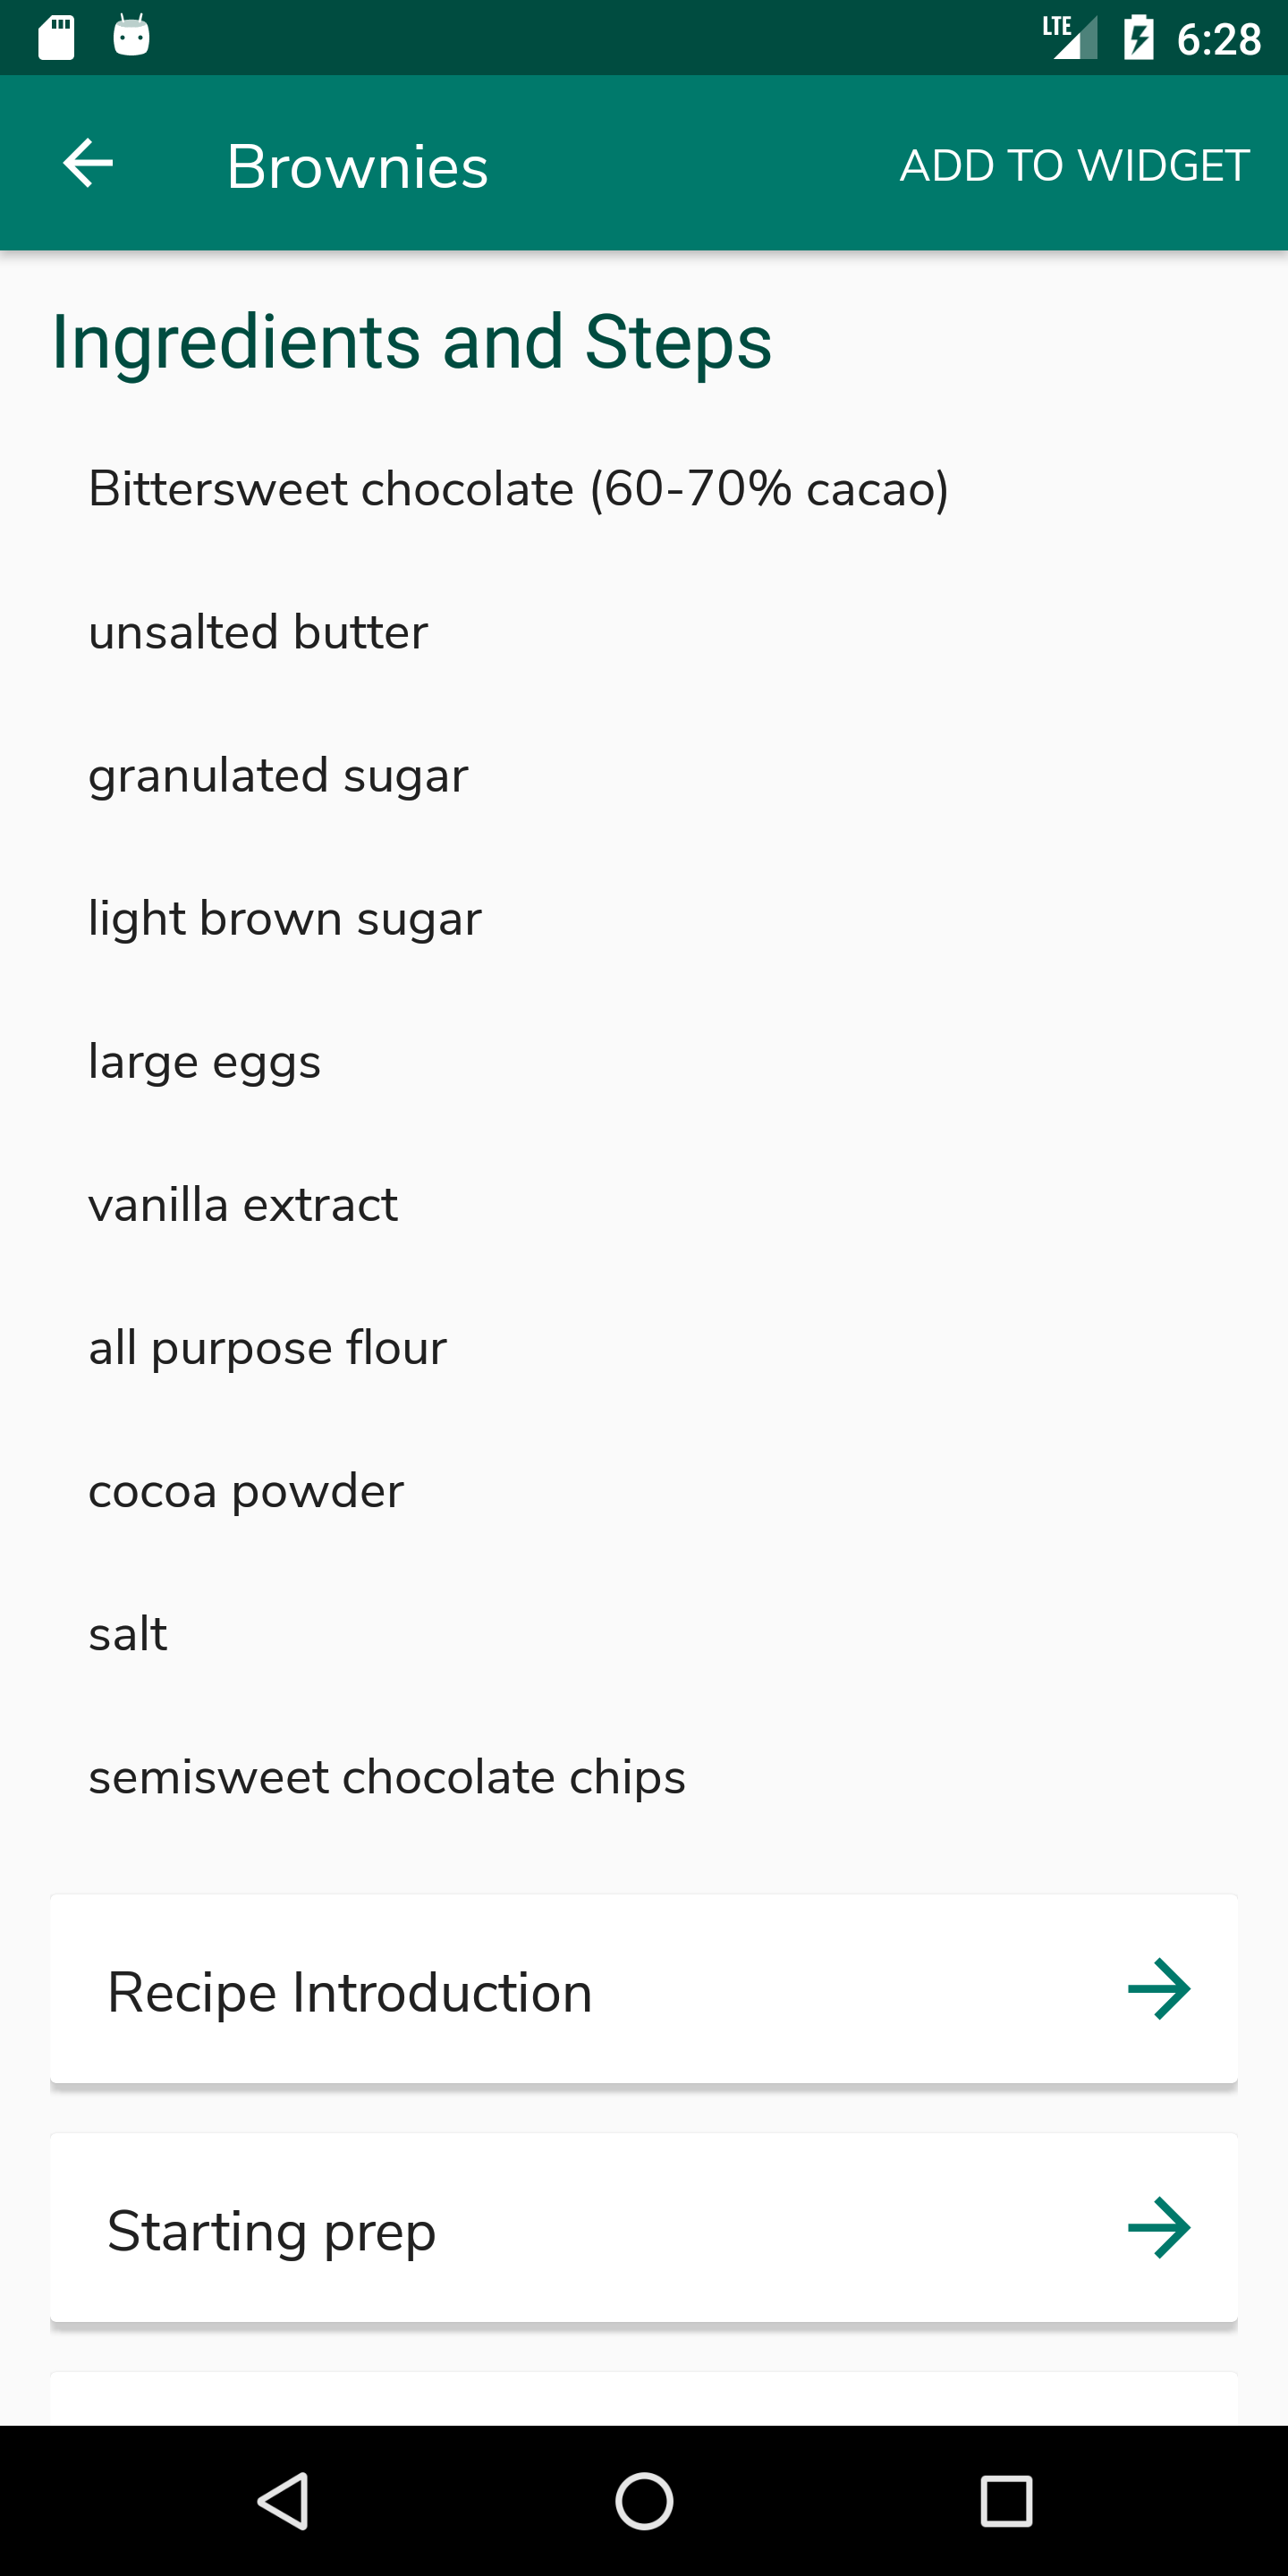 LTE 6:28
Brownies ADD TO WIDGET
Ingredients and Steps
Bittersweet chocolate (60-70% cacao)
unsalted butter
granulated sugar
light brown sugar
large eggs
vanilla extract
all purpose flour
cocoa powder
salt
semisweet chocolate chips
Recipe Introduction
Starting prep